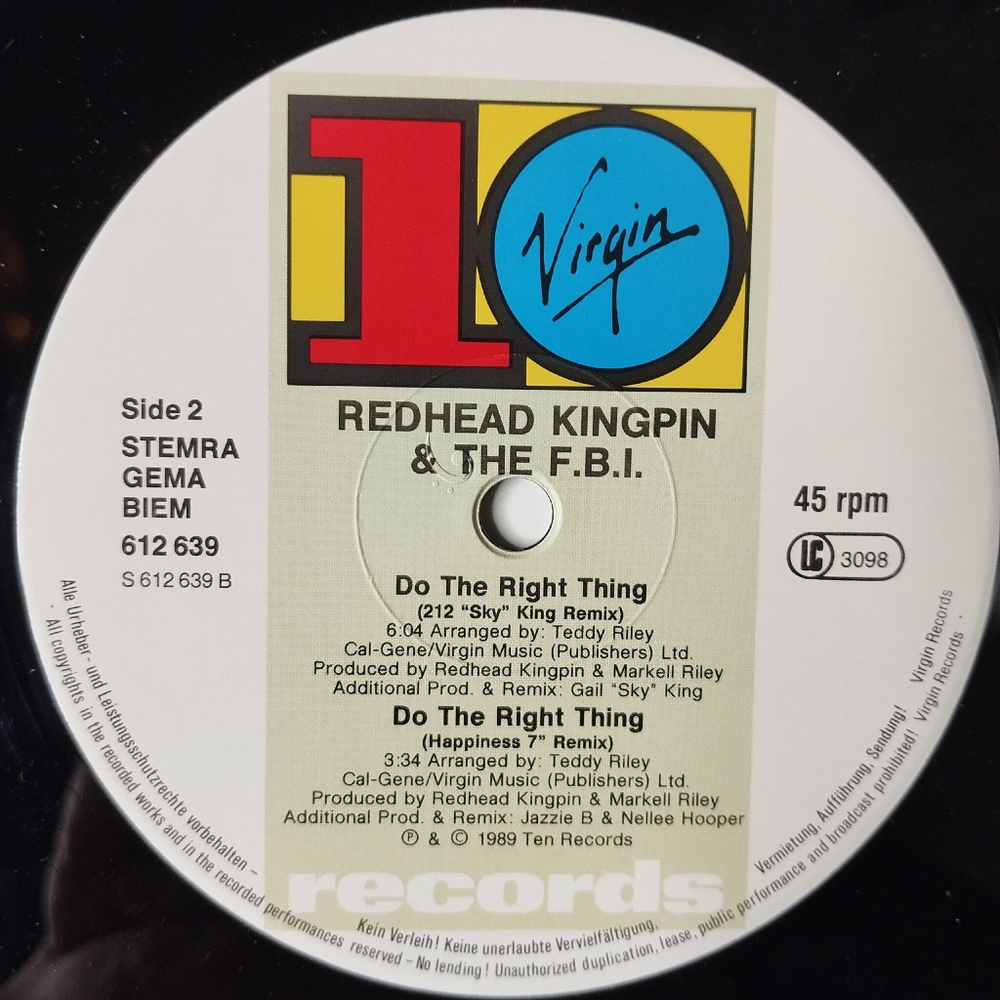 10
Virgin
REDHEAD KINGPIN
& THE F.B.I.
Side 2
STEMRA
GEMA
BIEM
612 639
S 612 639 B
45 rpm
LC 3098
Do The Right Thing
(212 “Sky” King Remix)
6:04 Arranged by: Teddy Riley
Cal-Gene/Virgin Music (Publishers) Ltd.
Produced by Redhead Kingpin & Markell Riley
Additional Prod. & Remix: Gail “Sky” King
Do The Right Thing
(Happiness 7” Remix)
3:34 Arranged by: Teddy Riley
Cal-Gene/Virgin Music (Publishers) Ltd.
Produced by Redhead Kingpin & Markell Riley
Additional Prod. & Remix: Jazzie B & Nellee Hooper
℗ & © 1989 Ten Records
records
Alle Urheber- und Leistungsschutzrechte vorbehalten – Kein Verleih! Keine unerlaubte Vervielfältigung, Vermietung, Aufführung, Sendung! Virgin Records
· All copyrights in the recorded works and in the recorded performances reserved – No lending! Unauthorized duplication, lease, public performance and broadcast prohibited! Virgin Records ·